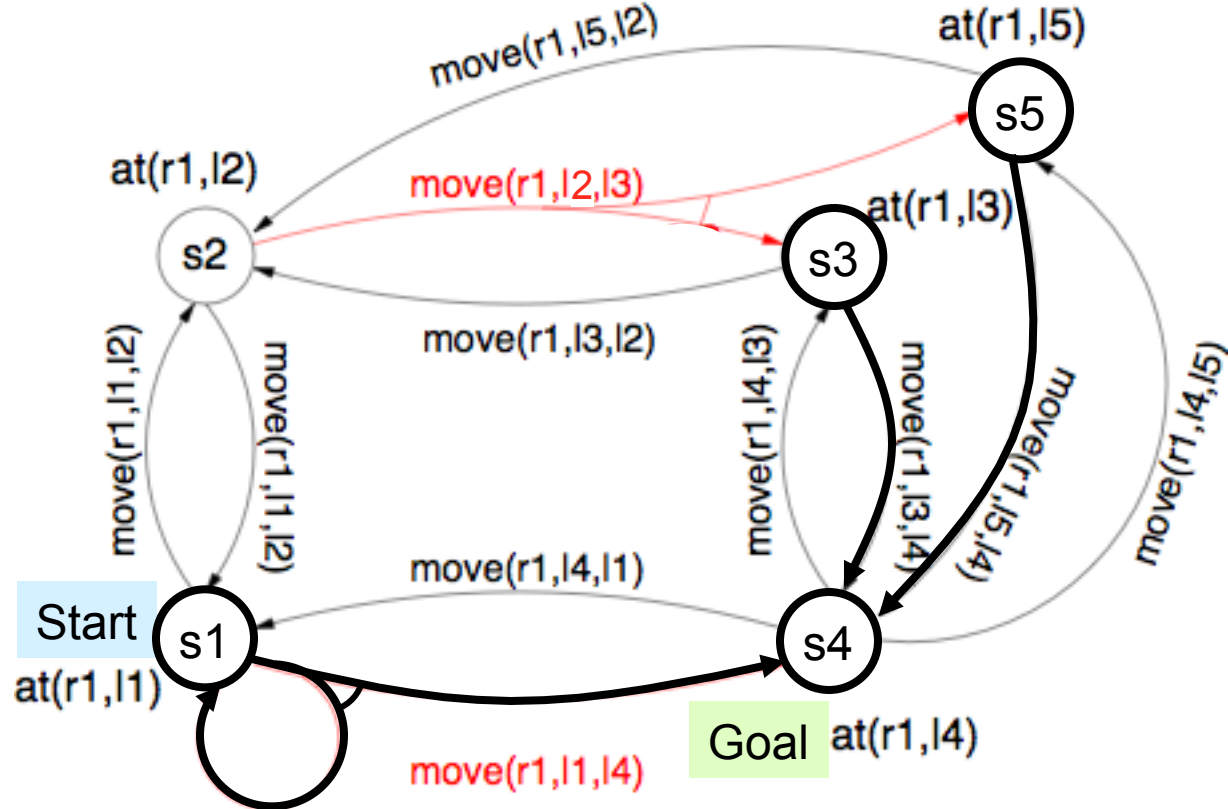 move(r1,l5,l2)
at(r1,l5)
s5
at(r1,l2)
move(r1,l2,l3)
at(r1,l3)
s2
s3
move(r1,l3,l2)
move(r1,l1,l2)
move(r1,l1,l2)
move(r1,l4,l3)
move(r1,l3,l4)
move(r1,l5,l4)
move(r1,l4,l5)
move(r1,l4,l1)
Start
s1
s4
at(r1,l1)
Goal
at(r1,l4)
move(r1,l1,l4)